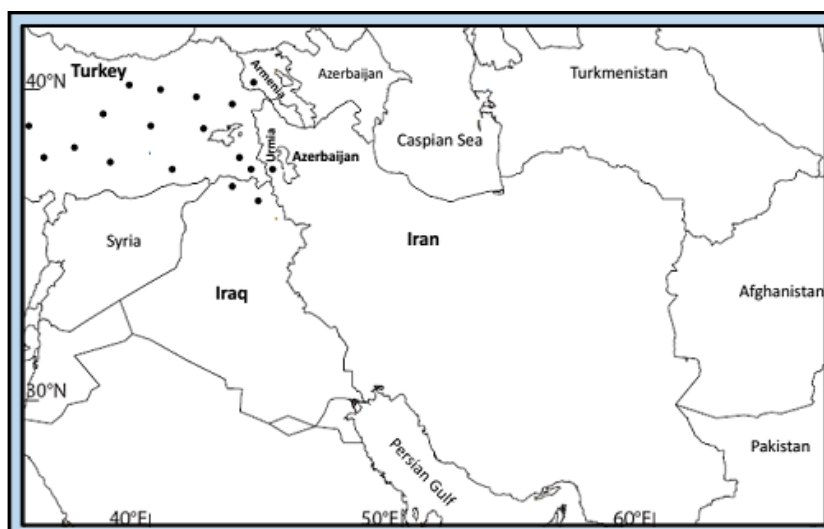 Turkey
40°N
Armenia
Azerbaijan
Turkmenistan
Caspian Sea
Urmia
Azerbaijan
Syria
Iran
Iraq
Afghanistan
30°N
Persian Gulf
Pakistan
40°E
50°E
60°E